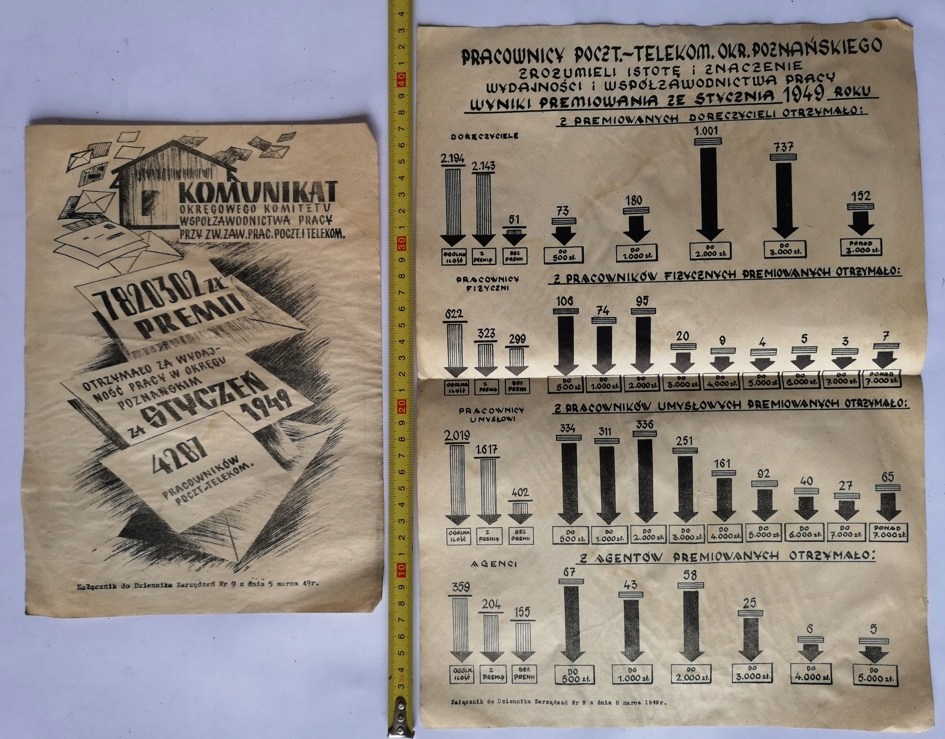 KOMUNIKAT
OKRĘGOWEGO KOMITETU
WSPÓŁZAWODNICTWA PRACY
PRZY ZW.ZAW.PRAC.POCZT.I TELEKOM.
7820302 ZŁ
PREMII
OTRZYMAŁO ZA WYDAJ-
NOŚĆ PRACY W OKRĘGU
POZNAŃSKIM
ZA STYCZEŃ
1949
4287
PRACOWNIKÓW
POCZT-TELEKOM.
Załącznik do Dziennika Zarządzeń Nr 9 z dnia 5 marca 49r.
PRACOWNICY POCZT.-TELEKOM. OKR. POZNAŃSKIEGO
ZROZUMIELI ISTOTĘ I ZNACZENIE
WYDAJNOŚCI I WSPÓŁZAWODNICTWA PRACY
WYNIKI PREMIOWANIA ZE STYCZNIA 1949 ROKU
Z PREMIOWANYCH DORĘCZYCIELI OTRZYMAŁO:
DORĘCZYCIELE
2.194 2.143 51 73 180 1.001 737 152
OGÓLNA ILOŚĆ Z PREMIĄ BEZ PREMII DO 500 zł. DO 1.000 zł. DO 2.000 zł. DO 3.000 zł. PONAD 3.000 zł.
PRACOWNICY FIZYCZNI
Z PRACOWNIKÓW FIZYCZNYCH PREMIOWANYCH OTRZYMAŁO:
622 323 299 106 74 95 20 9 4 5 3 7
OGÓLNA ILOŚĆ Z PREMIĄ BEZ PREMII DO 500 zł. DO 1.000 zł. DO 2.000 zł. DO 3.000 zł. DO 4.000 zł. DO 5.000 zł. DO 6.000 zł. DO 7.000 zł. PONAD 7.000 zł.
PRACOWNICY UMYSŁOWI
Z PRACOWNIKÓW UMYSŁOWYCH PREMIOWANYCH OTRZYMAŁO:
2.019 1.617 402 334 311 336 251 161 92 40 27 65
OGÓLNA ILOŚĆ Z PREMIĄ BEZ PREMII DO 500 zł. DO 1.000 zł. DO 2.000 zł. DO 3.000 zł. DO 4.000 zł. DO 5.000 zł. DO 6.000 zł. DO 7.000 zł. PONAD 7.000 zł.
AGENCI
Z AGENTÓW PREMIOWANYCH OTRZYMAŁO:
359 204 155 67 43 58 25 6 5
OGÓLN. ILOŚĆ Z PREMIĄ BEZ PREMII DO 500 zł. DO 1.000 zł. DO 2.000 zł. DO 3.000 zł. DO 4.000 zł. DO 5.000 zł.
Załącznik do Dziennika Zarządzeń Nr 9 z dnia 5 marca 1949r.